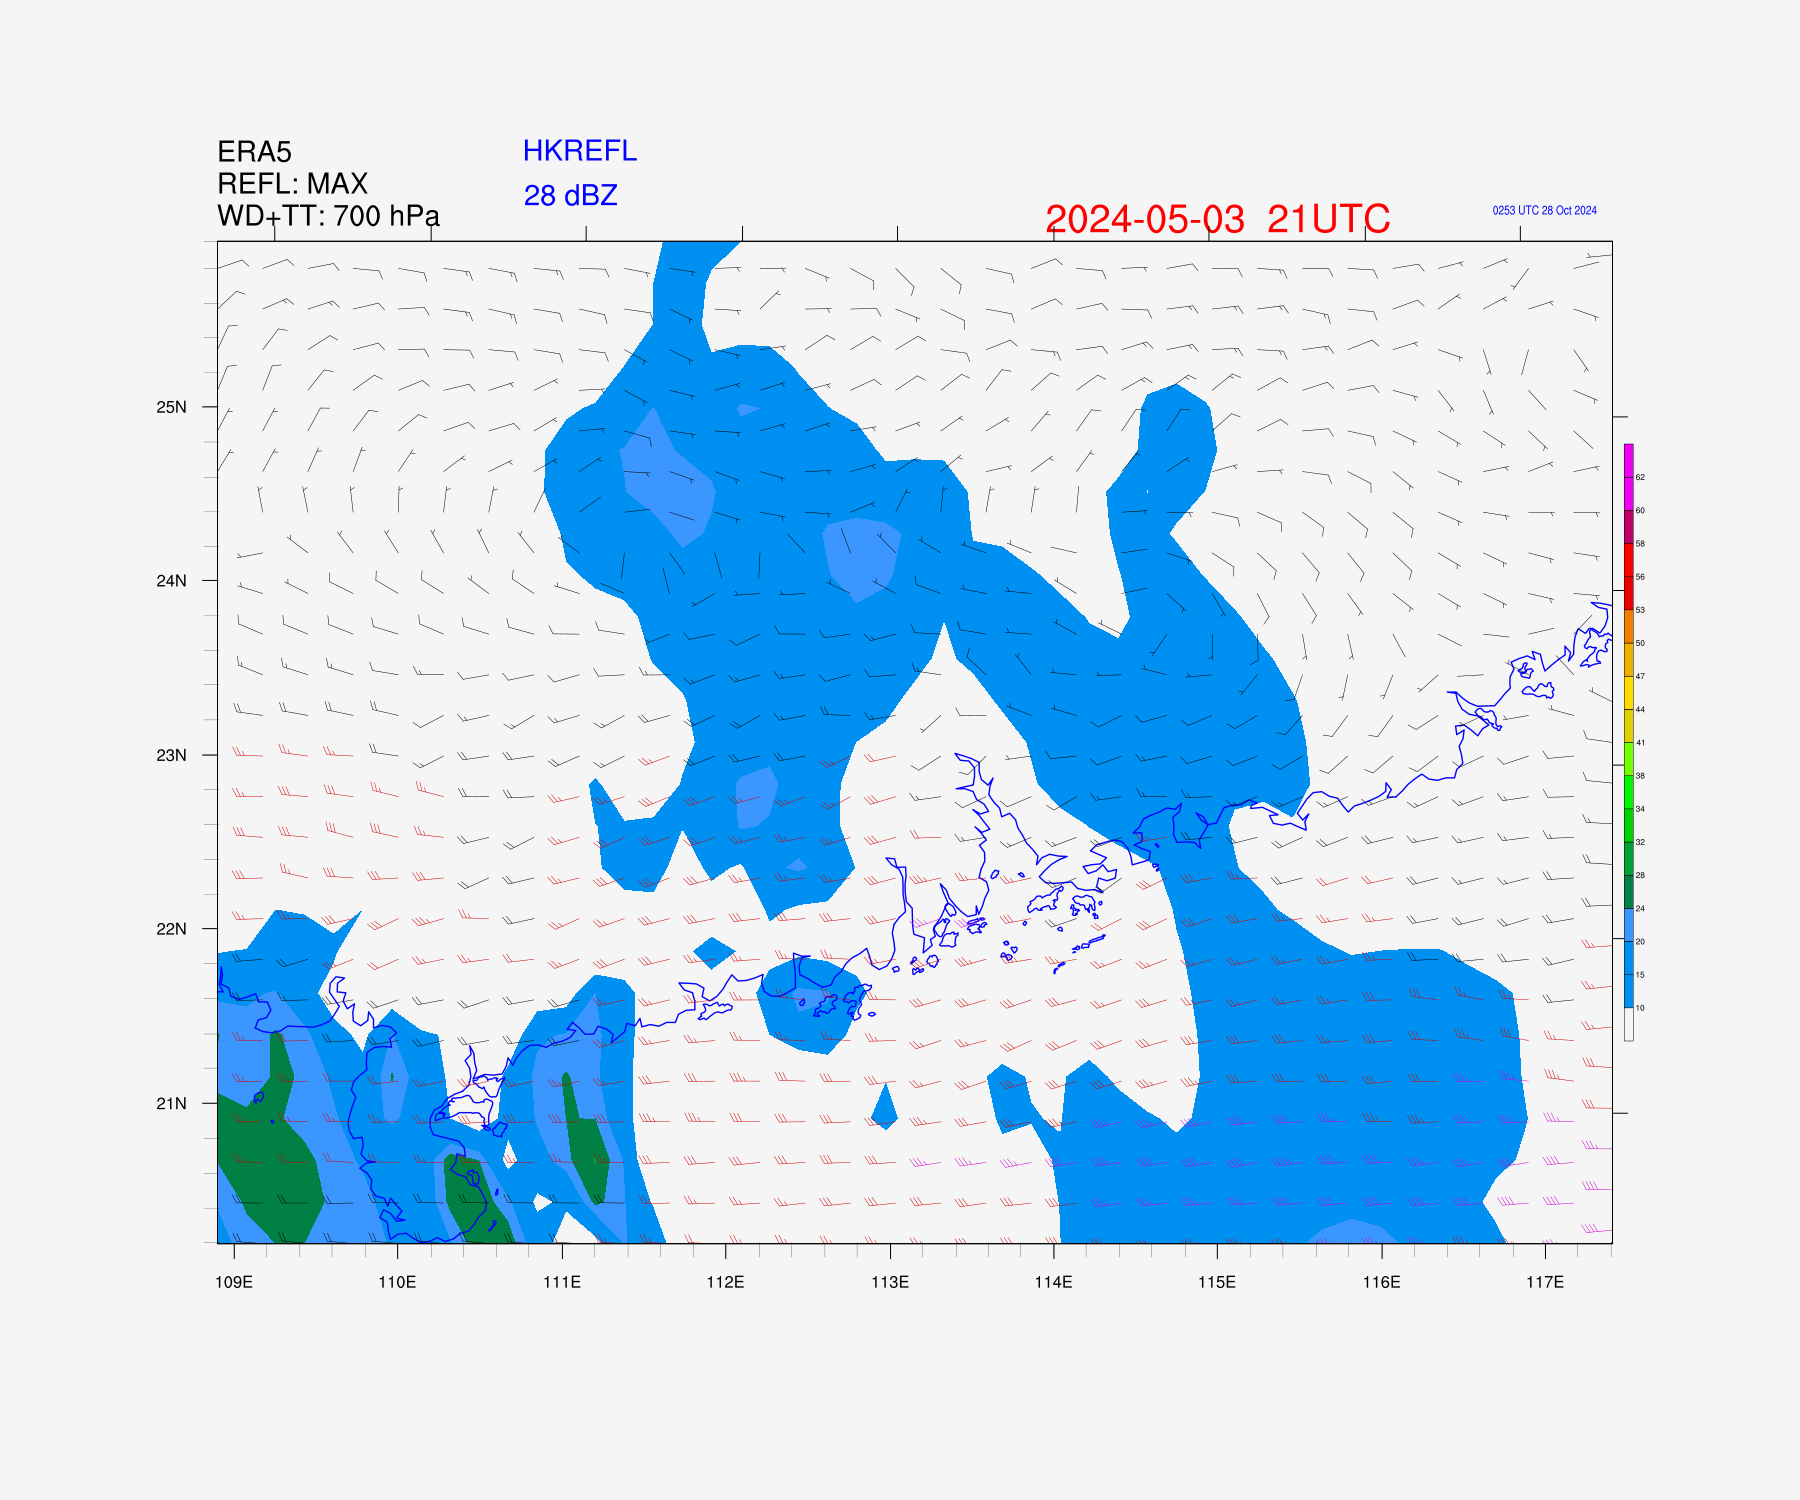 ERA5
HKREFL
REFL: MAX
28 dBZ
WD+TT: 700 hPa
2024-05-03 21UTC
0253 UTC 28 Oct 2024
25N
24N
23N
22N
21N
62
60
58
56
53
50
47
44
41
38
34
32
28
24
20
15
10
109E 110E 111E 112E 113E 114E 115E 116E 117E